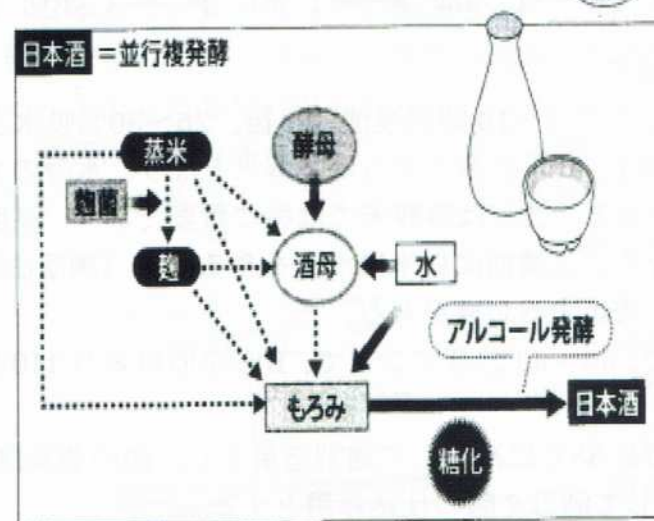 日本酒 =並行複発酵
蒸米
酵母
麹菌
麹
酒母
水
アルコール発酵
もろみ
日本酒
糖化